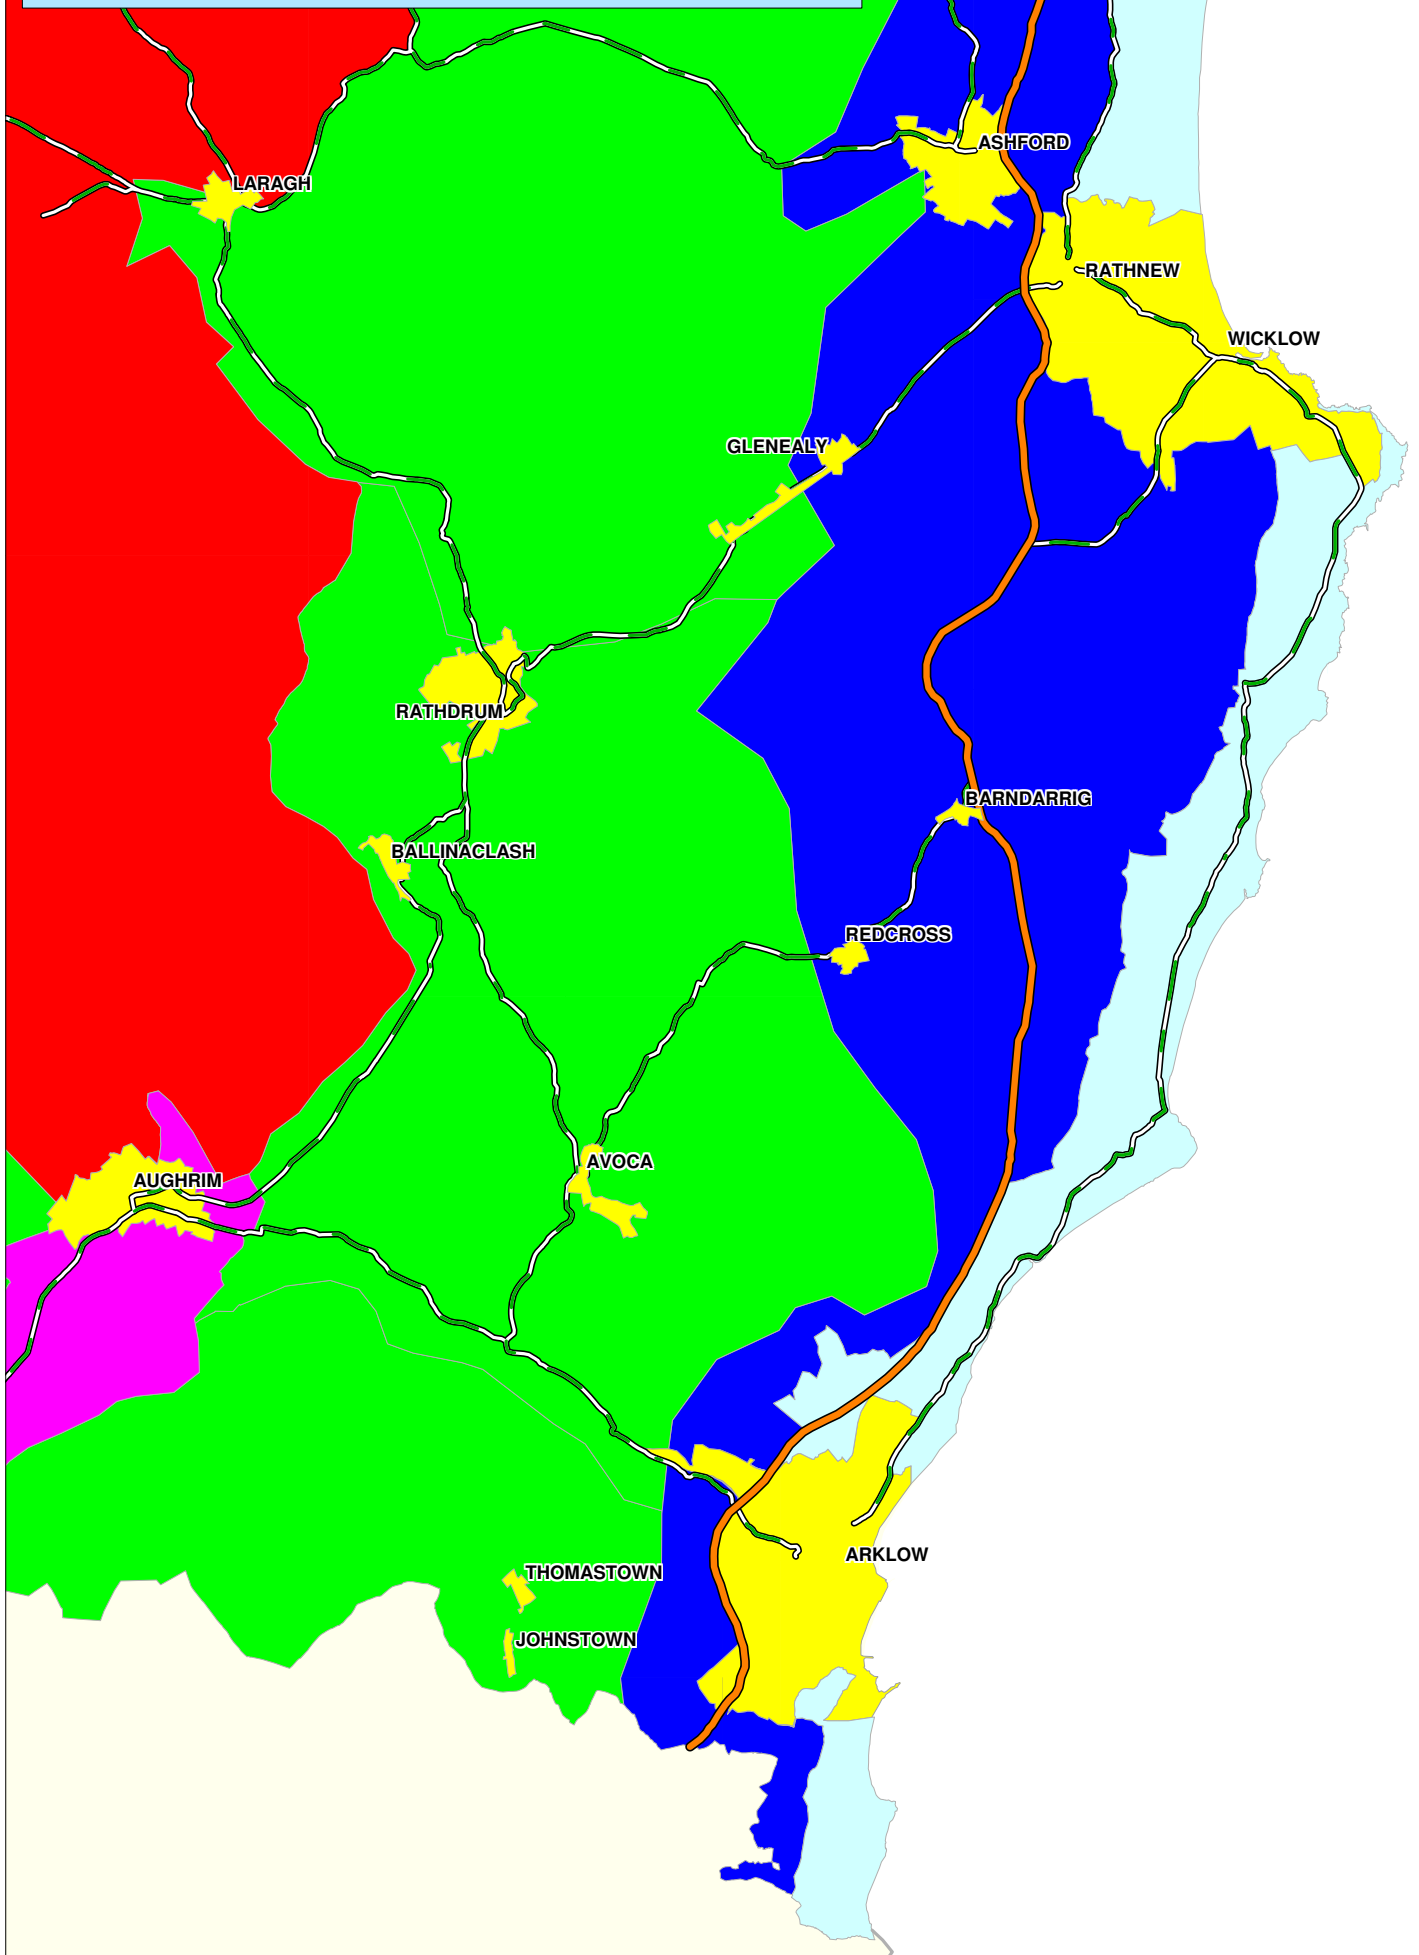 ASHFORD
LARAGH
RATHNEW
WICKLOW
GLENEALY
RATHDRUM
BARNDARRIG
BALLINACLASH
REDCROSS
AVOCA
AUGHRIM
ARKLOW
THOMASTOWN
JOHNSTOWN